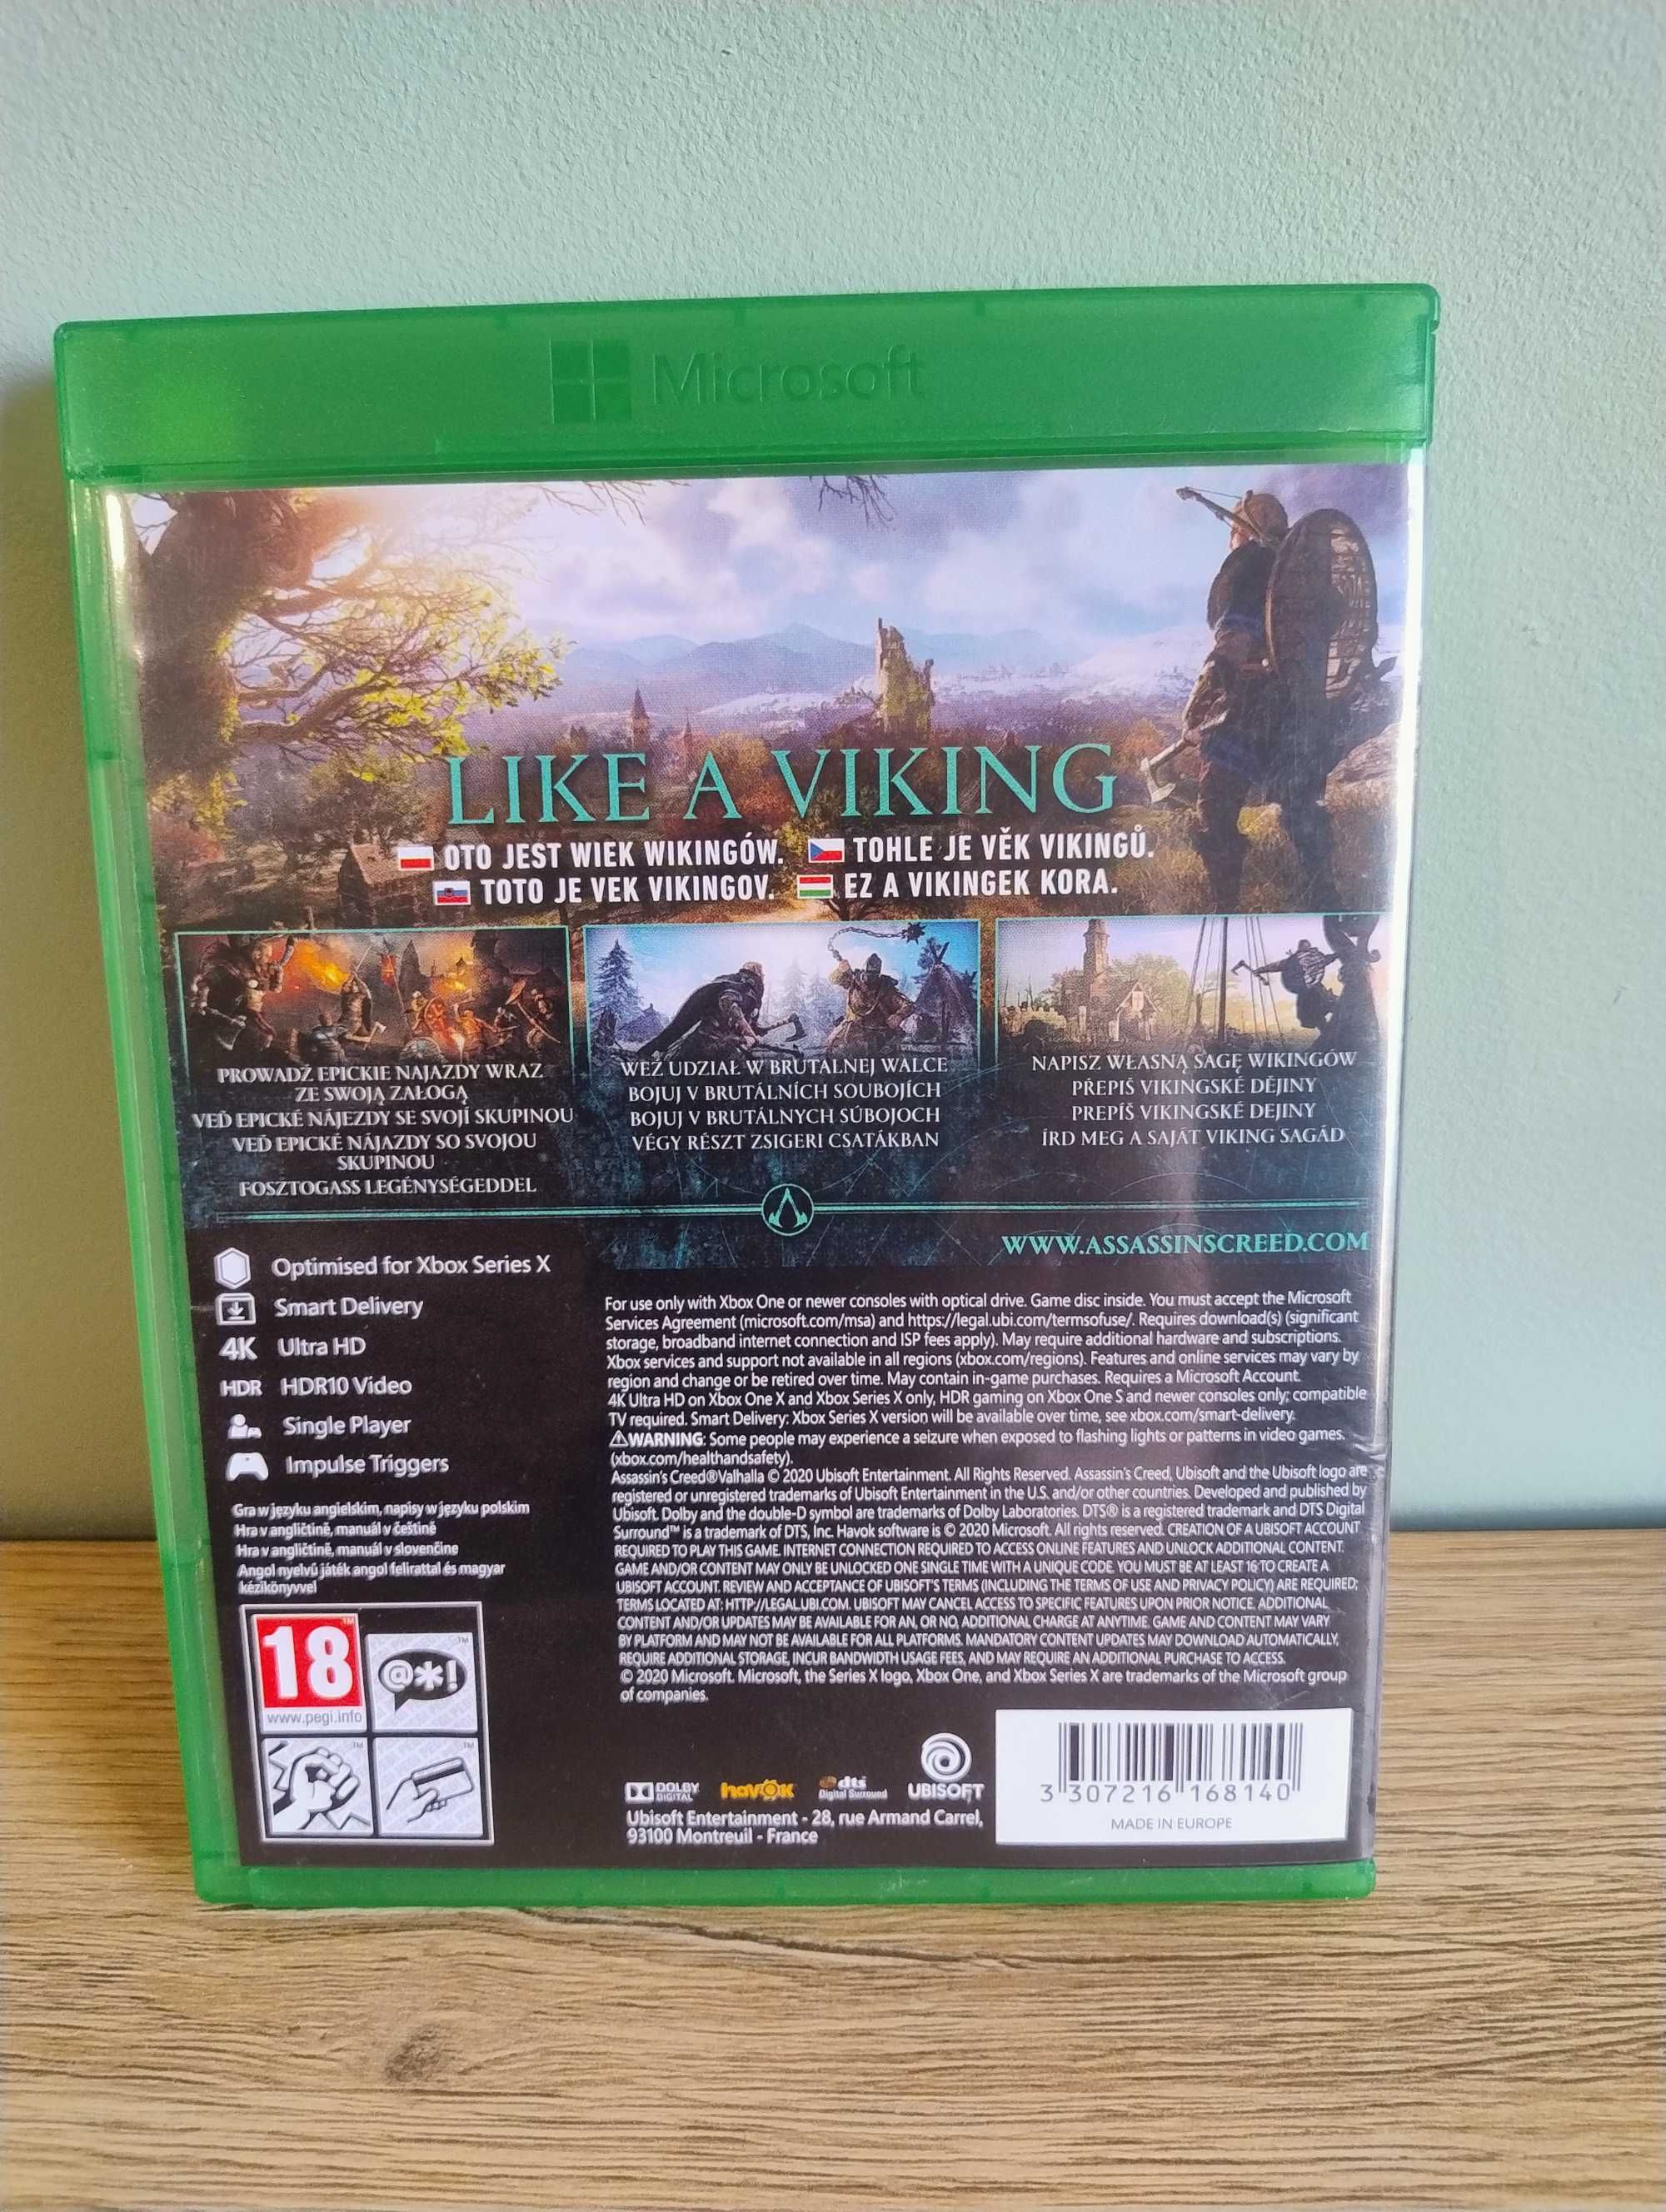 Microsoft
LIKE A VIKING
OTO JEST WIEK WIKINGÓW. TOHLE JE VĚK VIKINGŮ.
TOTO JE VEK VIKINGOV. EZ A VIKINGEK KORA.
PROWADŹ EPICKIE NAJAZDY WRAZ
ZE SWOJĄ ZAŁOGĄ
VEĎ EPICKÉ NÁJEZDY SE SVOJÍ SKUPINOU
VEĎ EPICKÉ NÁJAZDY SO SVOJOU
SKUPINOU
FOSZTOGASS LEGÉNYSÉGEDDEL
WEŹ UDZIAŁ W BRUTALNEJ WALCE
BOJUJ V BRUTÁLNÍCH SOUBOJÍCH
BOJUJ V BRUTÁLNYCH SÚBOJOCH
VÉGY RÉSZT ZSIGERI CSATÁKBAN
NAPISZ WŁASNĄ SAGĘ WIKINGÓW
PŘEPIŠ VIKINGSKÉ DĚJINY
PREPÍŠ VIKINGSKÉ DEJINY
ÍRD MEG A SAJÁT VIKING SAGÁD
WWW.ASSASSINSCREED.COM
Optimised for Xbox Series X
Smart Delivery
4K Ultra HD
HDR HDR10 Video
Single Player
Impulse Triggers
Gra w języku angielskim, napisy w języku polskim
Hra v angličtině, manuál v češtině
Hra v angličtine, manuál v slovenčine
Angol nyelvű játék angol felirattal és magyar
kézikönyvvel
For use only with Xbox One or newer consoles with optical drive. Game disc inside. You must accept the Microsoft
Services Agreement (microsoft.com/msa) and https://legal.ubi.com/termsofuse/. Requires download(s) (significant
storage, broadband internet connection and ISP fees apply). May require additional hardware and subscriptions.
Xbox services and support not available in all regions (xbox.com/regions). Features and online services may vary by
region and change or be retired over time. May contain in-game purchases. Requires a Microsoft Account.
4K Ultra HD on Xbox One X and Xbox Series X only, HDR gaming on Xbox One S and newer consoles only; compatible
TV required. Smart Delivery: Xbox Series X version will be available over time, see xbox.com/smart-delivery.
⚠WARNING: Some people may experience a seizure when exposed to flashing lights or patterns in video games.
(xbox.com/healthandsafety).
Assassin's Creed® Valhalla © 2020 Ubisoft Entertainment. All Rights Reserved. Assassin's Creed, Ubisoft and the Ubisoft logo are
registered or unregistered trademarks of Ubisoft Entertainment in the U.S. and/or other countries. Developed and published by
Ubisoft. Dolby and the double-D symbol are trademarks of Dolby Laboratories. DTS® is a registered trademark and DTS Digital
Surround™ is a trademark of DTS, Inc. Havok software is © 2020 Microsoft. All rights reserved. CREATION OF A UBISOFT ACCOUNT
REQUIRED TO PLAY THIS GAME. INTERNET CONNECTION REQUIRED TO ACCESS ONLINE FEATURES AND UNLOCK ADDITIONAL CONTENT.
GAME AND/OR CONTENT MAY ONLY BE UNLOCKED ONE SINGLE TIME WITH A UNIQUE CODE. YOU MUST BE AT LEAST 16 TO CREATE A
UBISOFT ACCOUNT. REVIEW AND ACCEPTANCE OF UBISOFT'S TERMS (INCLUDING THE TERMS OF USE AND PRIVACY POLICY) ARE REQUIRED;
TERMS LOCATED AT: HTTP://LEGAL.UBI.COM. UBISOFT MAY CANCEL ACCESS TO SPECIFIC FEATURES UPON PRIOR NOTICE. ADDITIONAL
CONTENT AND/OR UPDATES MAY BE AVAILABLE FOR AN, OR NO, ADDITIONAL CHARGE AT ANYTIME. GAME AND CONTENT MAY VARY
BY PLATFORM AND MAY NOT BE AVAILABLE FOR ALL PLATFORMS. MANDATORY CONTENT UPDATES MAY DOWNLOAD AUTOMATICALLY,
REQUIRE ADDITIONAL STORAGE, INCUR BANDWIDTH USAGE FEES, AND MAY REQUIRE AN ADDITIONAL PURCHASE TO ACCESS.
© 2020 Microsoft. Microsoft, the Series X logo, Xbox One, and Xbox Series X are trademarks of the Microsoft group
of companies.
18
www.pegi.info
@*!
DOLBY DIGITAL
havok
dts Digital Surround
UBISOFT
Ubisoft Entertainment - 28, rue Armand Carrel,
93100 Montreuil - France
3 307216 168140
MADE IN EUROPE